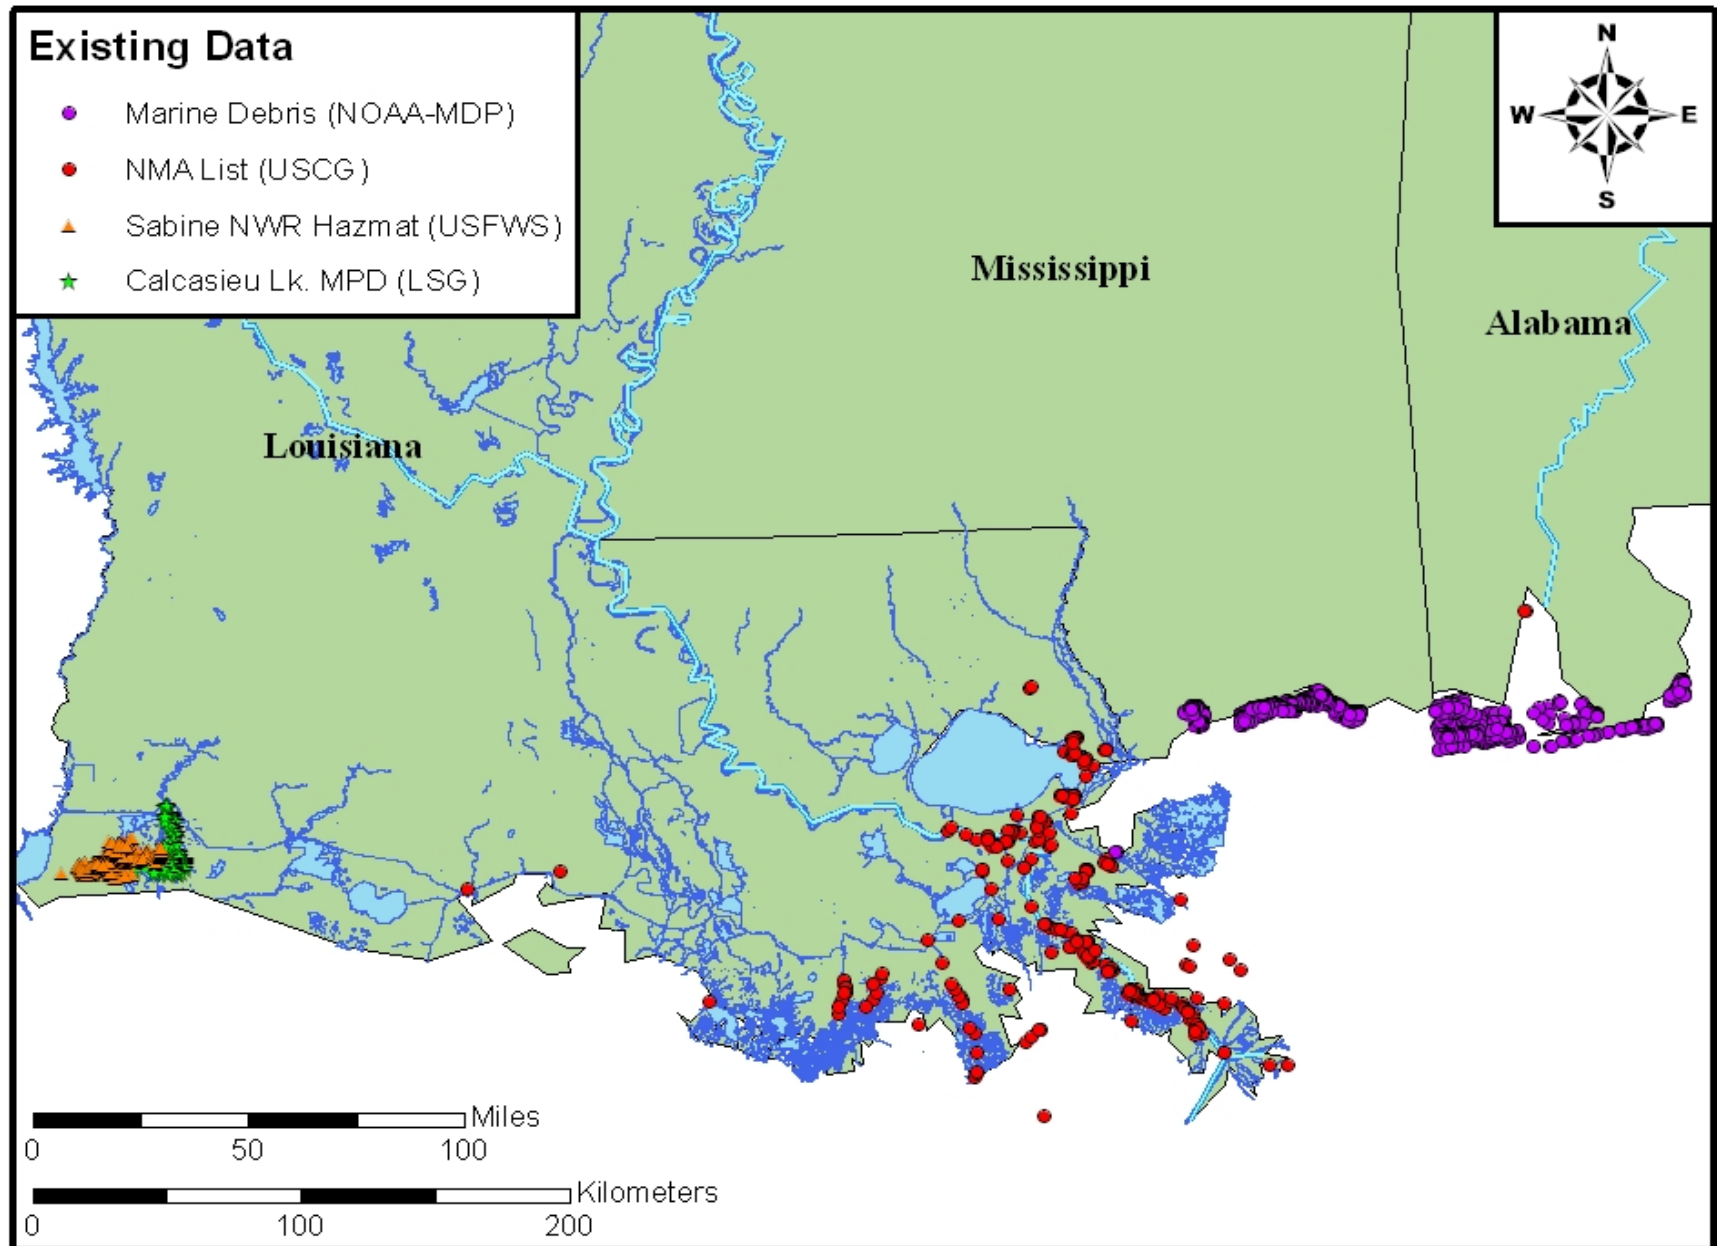 Existing Data
Marine Debris (NOAA-MDP)
NMA List (USCG)
Sabine NWR Hazmat (USFWS)
Calcasieu Lk. MPD (LSG)
N
W E
S
Mississippi
Alabama
Louisiana
Miles
0 50 100
Kilometers
0 100 200